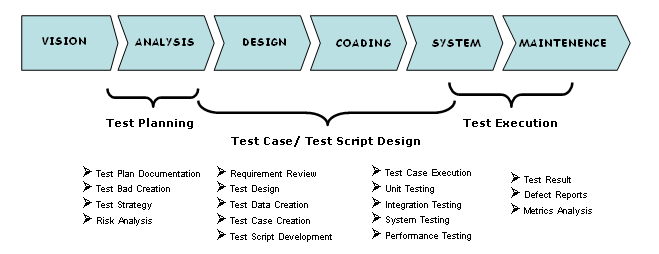 VISION
ANALYSIS
DESIGN
COADING
SYSTEM
MAINTENENCE
Test Planning
Test Case/ Test Script Design
Test Execution
Test Plan Documentation
Test Bad Creation
Test Strategy
Risk Analysis
Requirement Review
Test Design
Test Data Creation
Test Case Creation
Test Script Development
Test Case Execution
Unit Testing
Integration Testing
System Testing
Performance Testing
Test Result
Defect Reports
Metrics Analysis